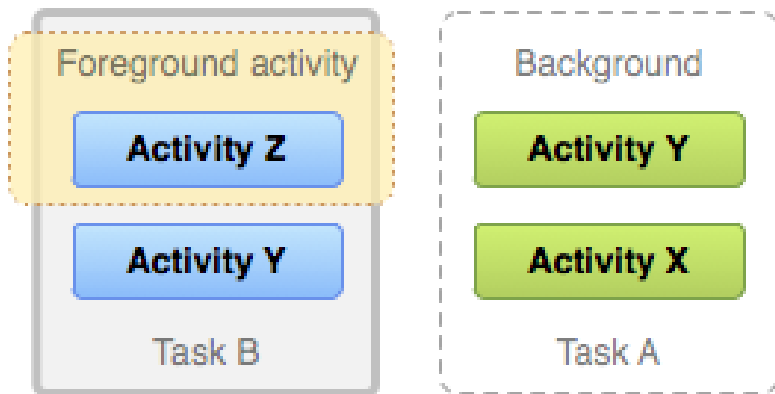 Foreground activity
Activity Z
Activity Y
Task B
Background
Activity Y
Activity X
Task A